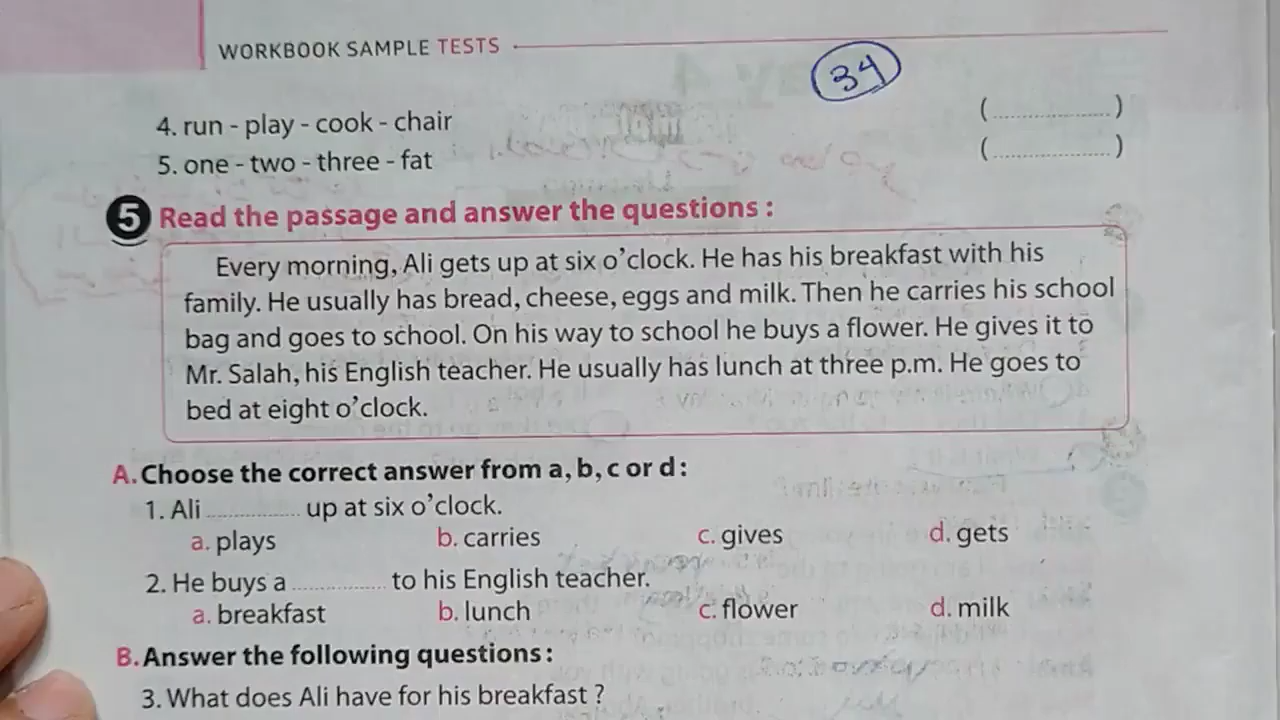 WORKBOOK SAMPLE TESTS
34
4. run - play - cook - chair (....................)
5. one - two - three - fat (....................)
5 Read the passage and answer the questions :
Every morning, Ali gets up at six o’clock. He has his breakfast with his
family. He usually has bread, cheese, eggs and milk. Then he carries his school
bag and goes to school. On his way to school he buys a flower. He gives it to
Mr. Salah, his English teacher. He usually has lunch at three p.m. He goes to
bed at eight o’clock.
A. Choose the correct answer from a, b, c or d :
1. Ali .................... up at six o’clock.
a. plays b. carries c. gives d. gets
2. He buys a .................... to his English teacher.
a. breakfast b. lunch c. flower d. milk
B. Answer the following questions :
3. What does Ali have for his breakfast ?